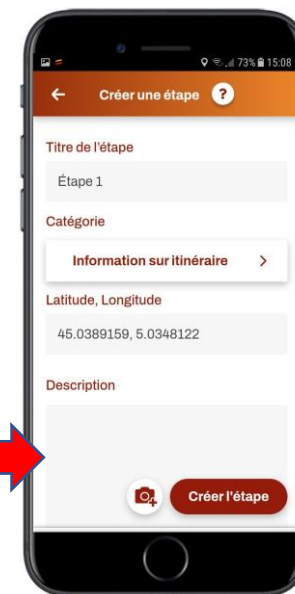 73% 15:08
Créer une étape ?
Titre de l'étape
Étape 1
Catégorie
Information sur itinéraire >
Latitude, Longitude
45.0389159, 5.0348122
Description
Créer l'étape